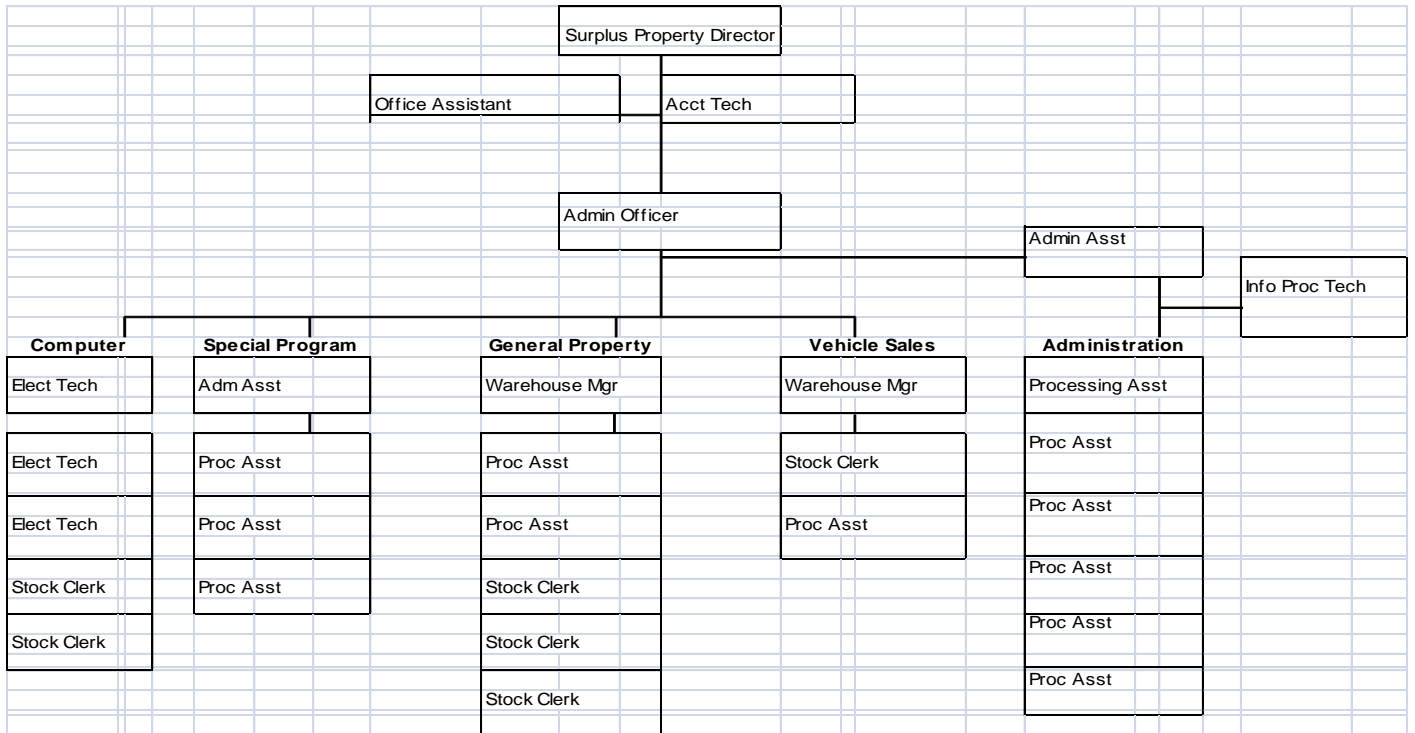 Surplus Property Director
Office Assistant
Acct Tech
Admin Officer
Admin Asst
Info Proc Tech
Computer
Special Program
General Property
Vehicle Sales
Administration
Elect Tech
Adm Asst
Warehouse Mgr
Warehouse Mgr
Processing Asst
Elect Tech
Proc Asst
Proc Asst
Stock Clerk
Proc Asst
Elect Tech
Proc Asst
Proc Asst
Proc Asst
Proc Asst
Stock Clerk
Proc Asst
Stock Clerk
Proc Asst
Stock Clerk
Stock Clerk
Proc Asst
Stock Clerk
Proc Asst